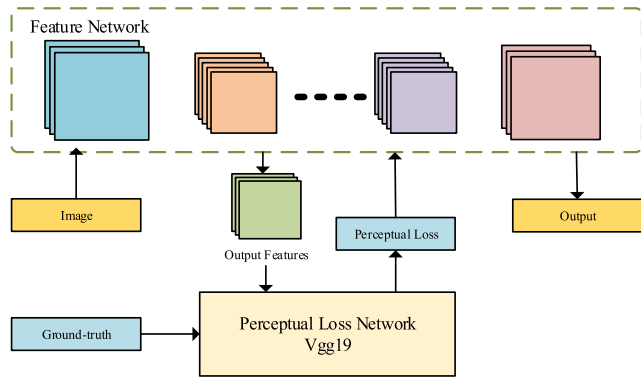 Feature Network
Image
Output Features
Perceptual Loss
Output
Ground-truth
Perceptual Loss Network
Vgg19